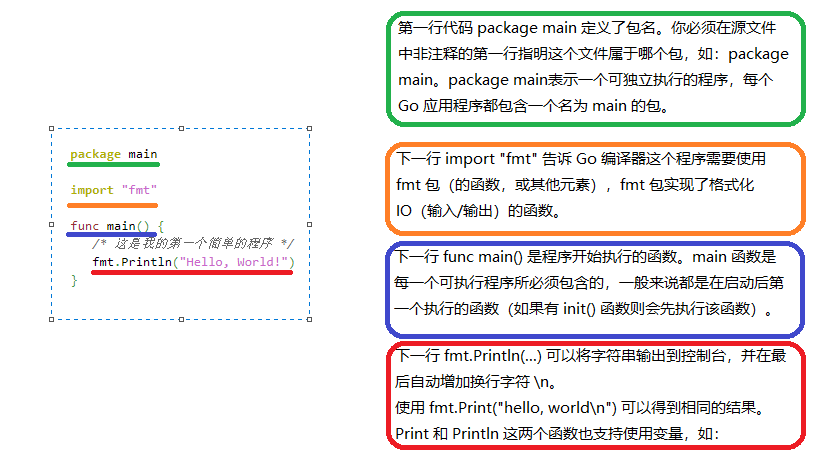 package main
import "fmt"
func main() {
/* 这是我的第一个简单的程序 */
fmt.Println("Hello, World!")
}
第一行代码 package main 定义了包名。你必须在源文件
中非注释的第一行指明这个文件属于哪个包，如：package
main。package main表示一个可独立执行的程序，每个
Go 应用程序都包含一个名为 main 的包。
下一行 import "fmt" 告诉 Go 编译器这个程序需要使用
fmt 包（的函数，或其他元素），fmt 包实现了格式化
IO（输入/输出）的函数。
下一行 func main() 是程序开始执行的函数。main 函数是
每一个可执行程序所必须包含的，一般来说都是在启动后第
一个执行的函数（如果有 init() 函数则会先执行该函数）。
下一行 fmt.Println(...) 可以将字符串输出到控制台，并在最
后自动增加换行字符 \n。
使用 fmt.Print("hello, world\n") 可以得到相同的结果。
Print 和 Println 这两个函数也支持使用变量，如：